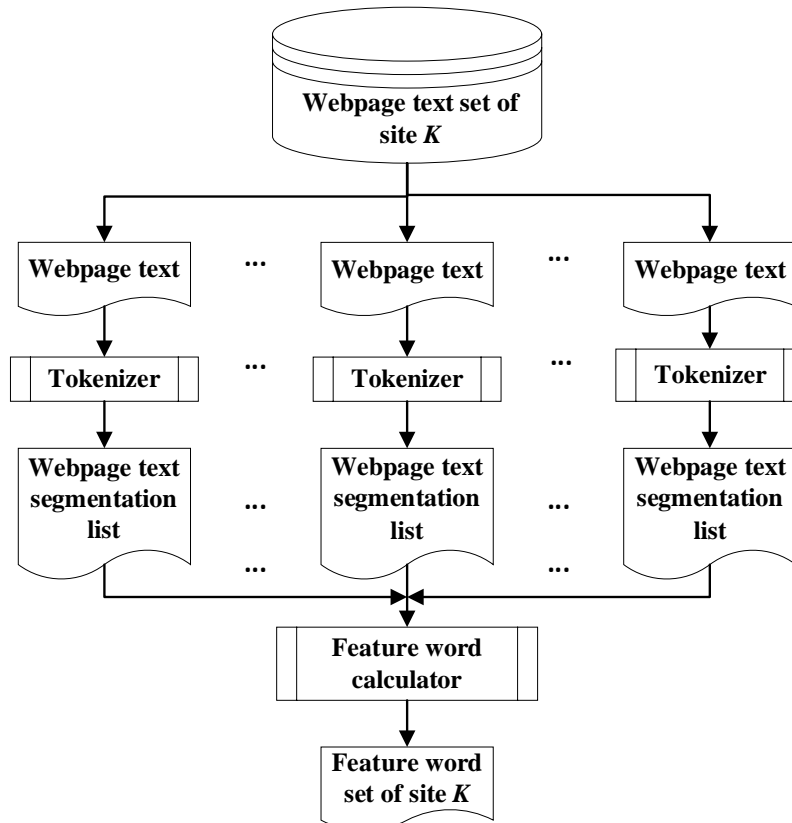 Webpage text set of
site K
Webpage text
...
Webpage text
...
Webpage text
Tokenizer
...
Tokenizer
...
Tokenizer
Webpage text
segmentation
list
...
Webpage text
segmentation
list
...
Webpage text
segmentation
list
...
...
Feature word
calculator
Feature word
set of site K